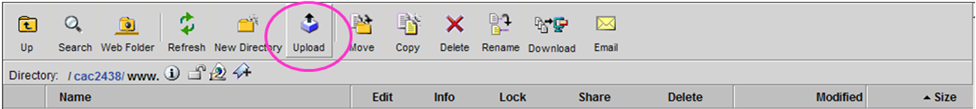 Up Search Web Folder Refresh New Directory Upload Move Copy Delete Rename Download Email
Directory: / cac2438/ www.
Name Edit Info Lock Share Delete Modified Size